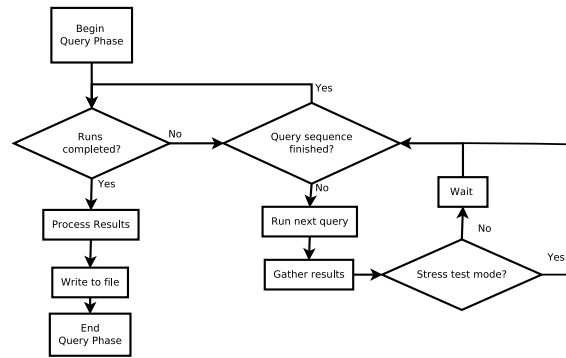 Begin
Query Phase
Yes
Runs
completed?
No
Query sequence
finished?
Yes
No
Wait
Process Results
Run next query
No
Yes
Write to file
Gather results
Stress test mode?
End
Query Phase